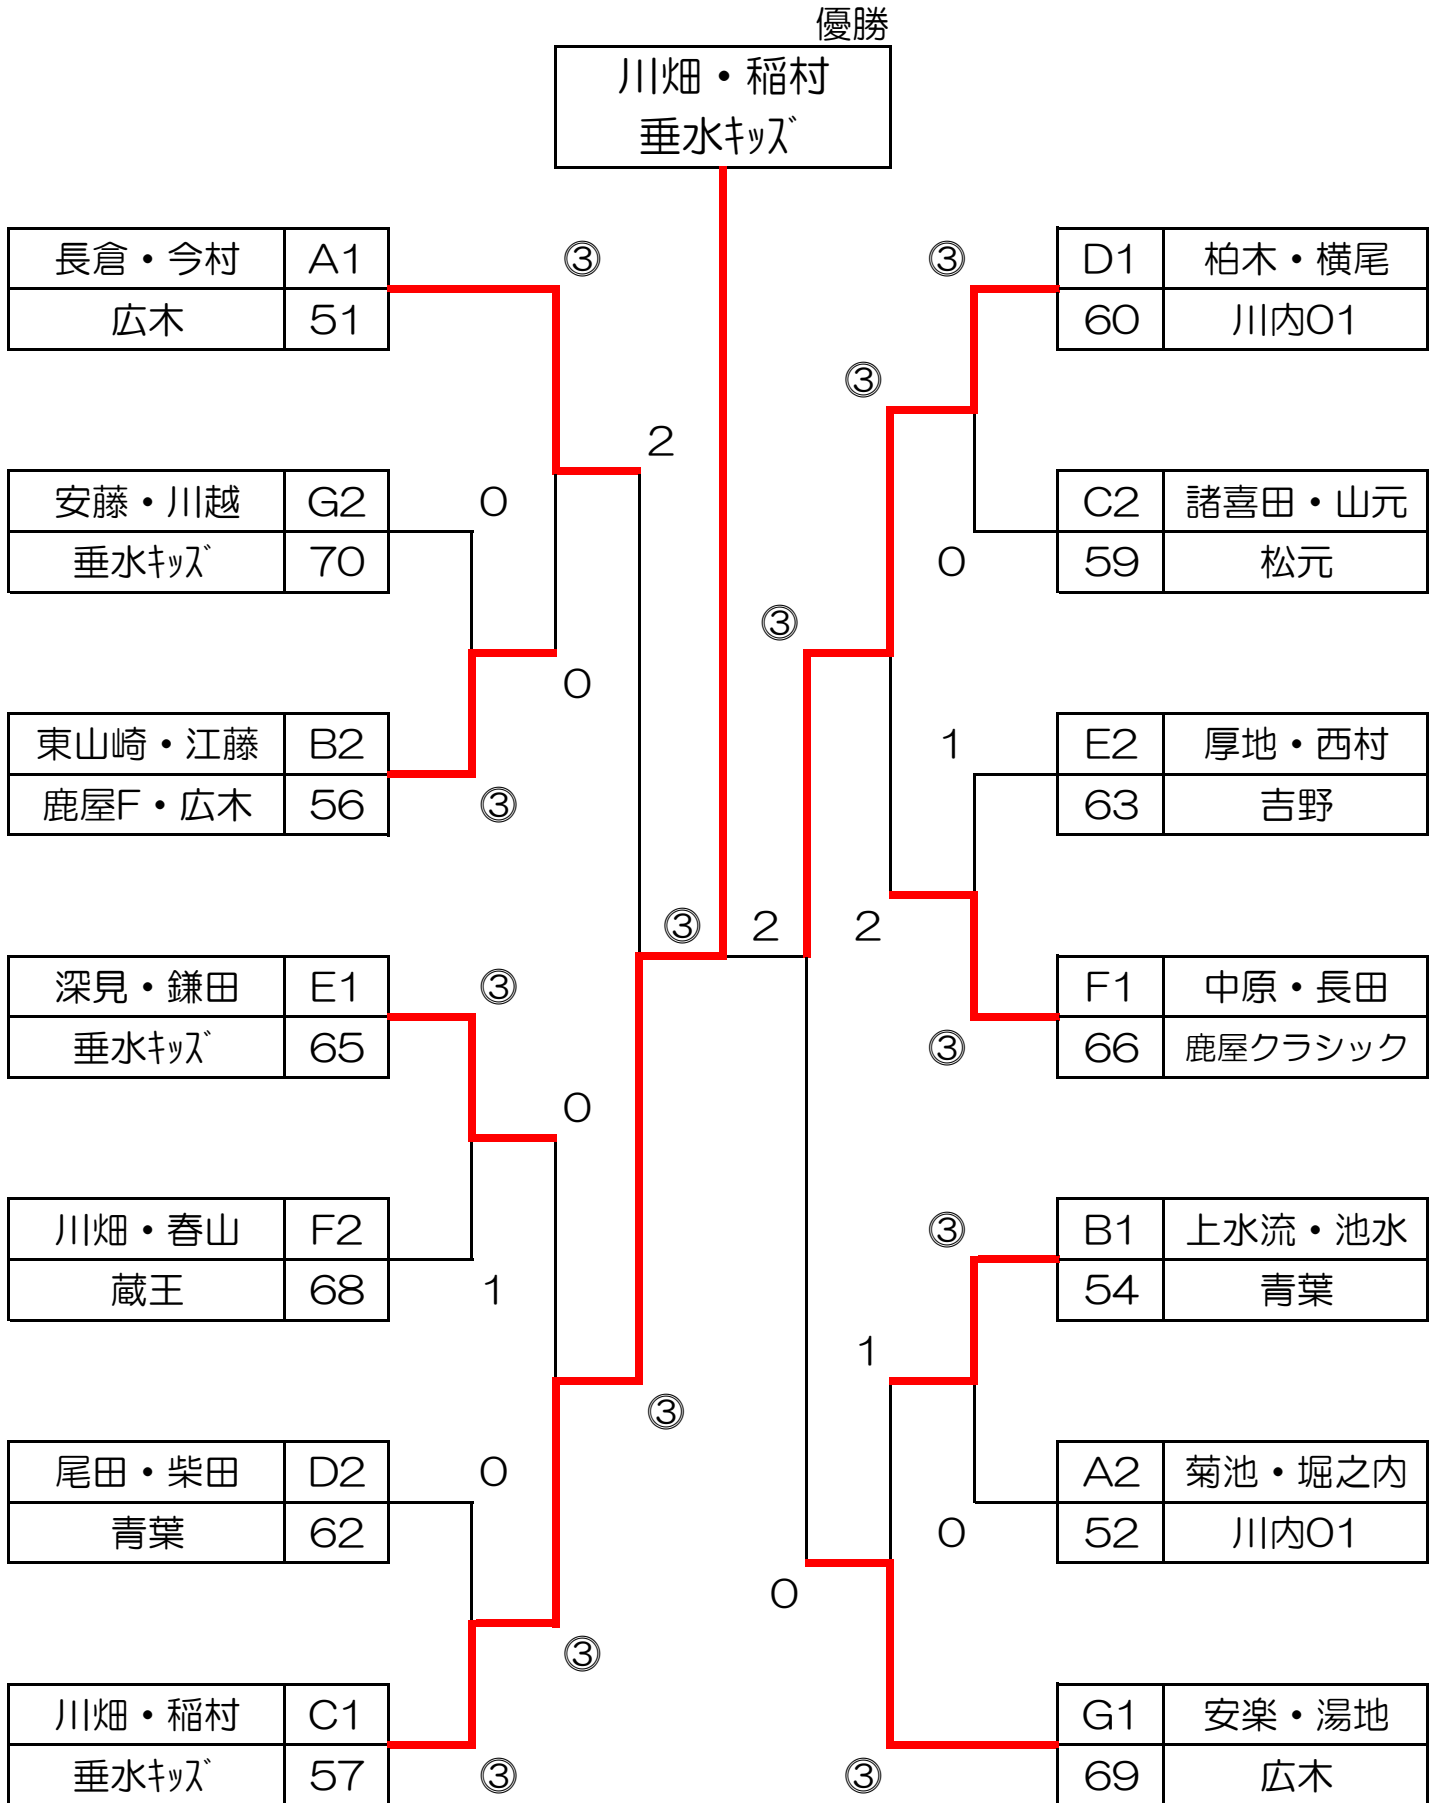 優勝
川畑・稲村
垂水ｷｯｽﾞ
長倉・今村 A1
広木 51
③
③
D1 柏木・横尾
60 川内01
③
2
安藤・川越 G2
垂水ｷｯｽﾞ 70
0
C2 諸喜田・山元
59 松元
0
③
0
東山崎・江藤 B2
鹿屋F・広木 56
③
1
E2 厚地・西村
63 吉野
③
2
2
深見・鎌田 E1
垂水ｷｯｽﾞ 65
③
F1 中原・長田
66 鹿屋クラシック
③
0
川畑・春山 F2
蔵王 68
1
③
B1 上水流・池水
54 青葉
1
③
尾田・柴田 D2
青葉 62
0
A2 菊池・堀之内
52 川内01
0
0
③
川畑・稲村 C1
垂水ｷｯｽﾞ 57
③
③
G1 安楽・湯地
69 広木